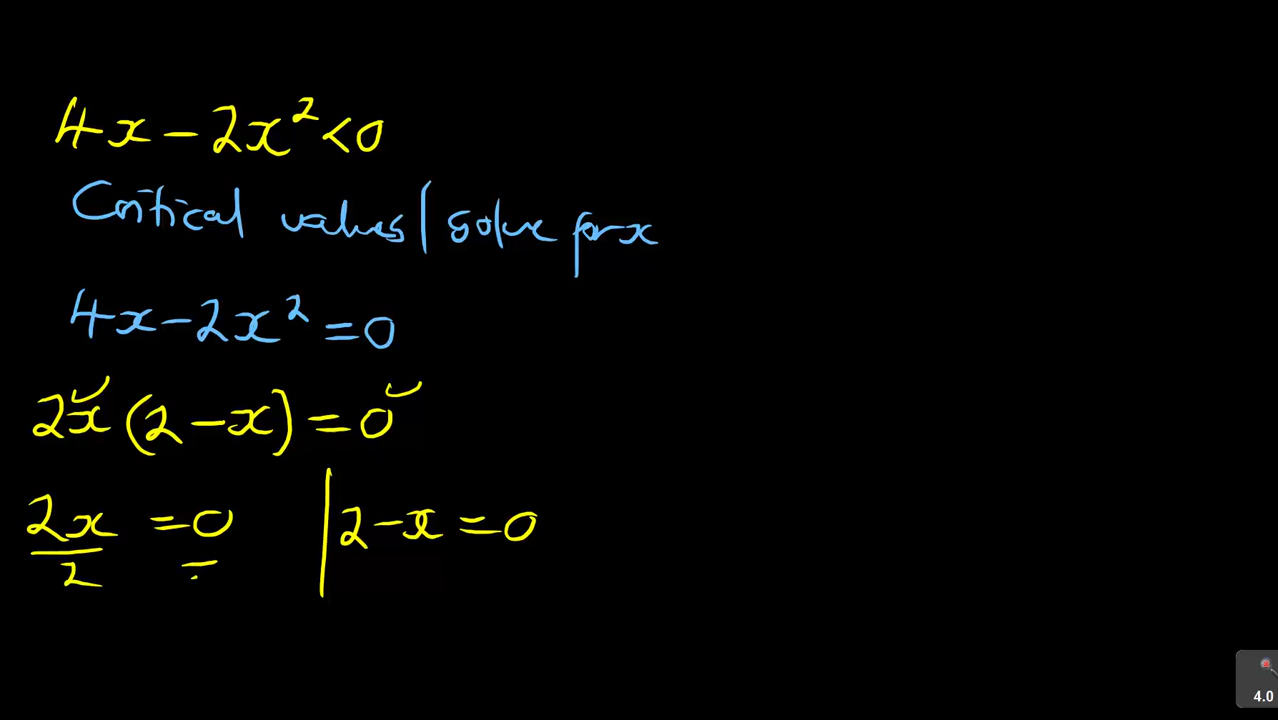 4x - 2x² < 0
Critical values / solve for x
4x - 2x² = 0
2x (2 - x) = 0
2x = 0 | 2 - x = 0
2
4.0